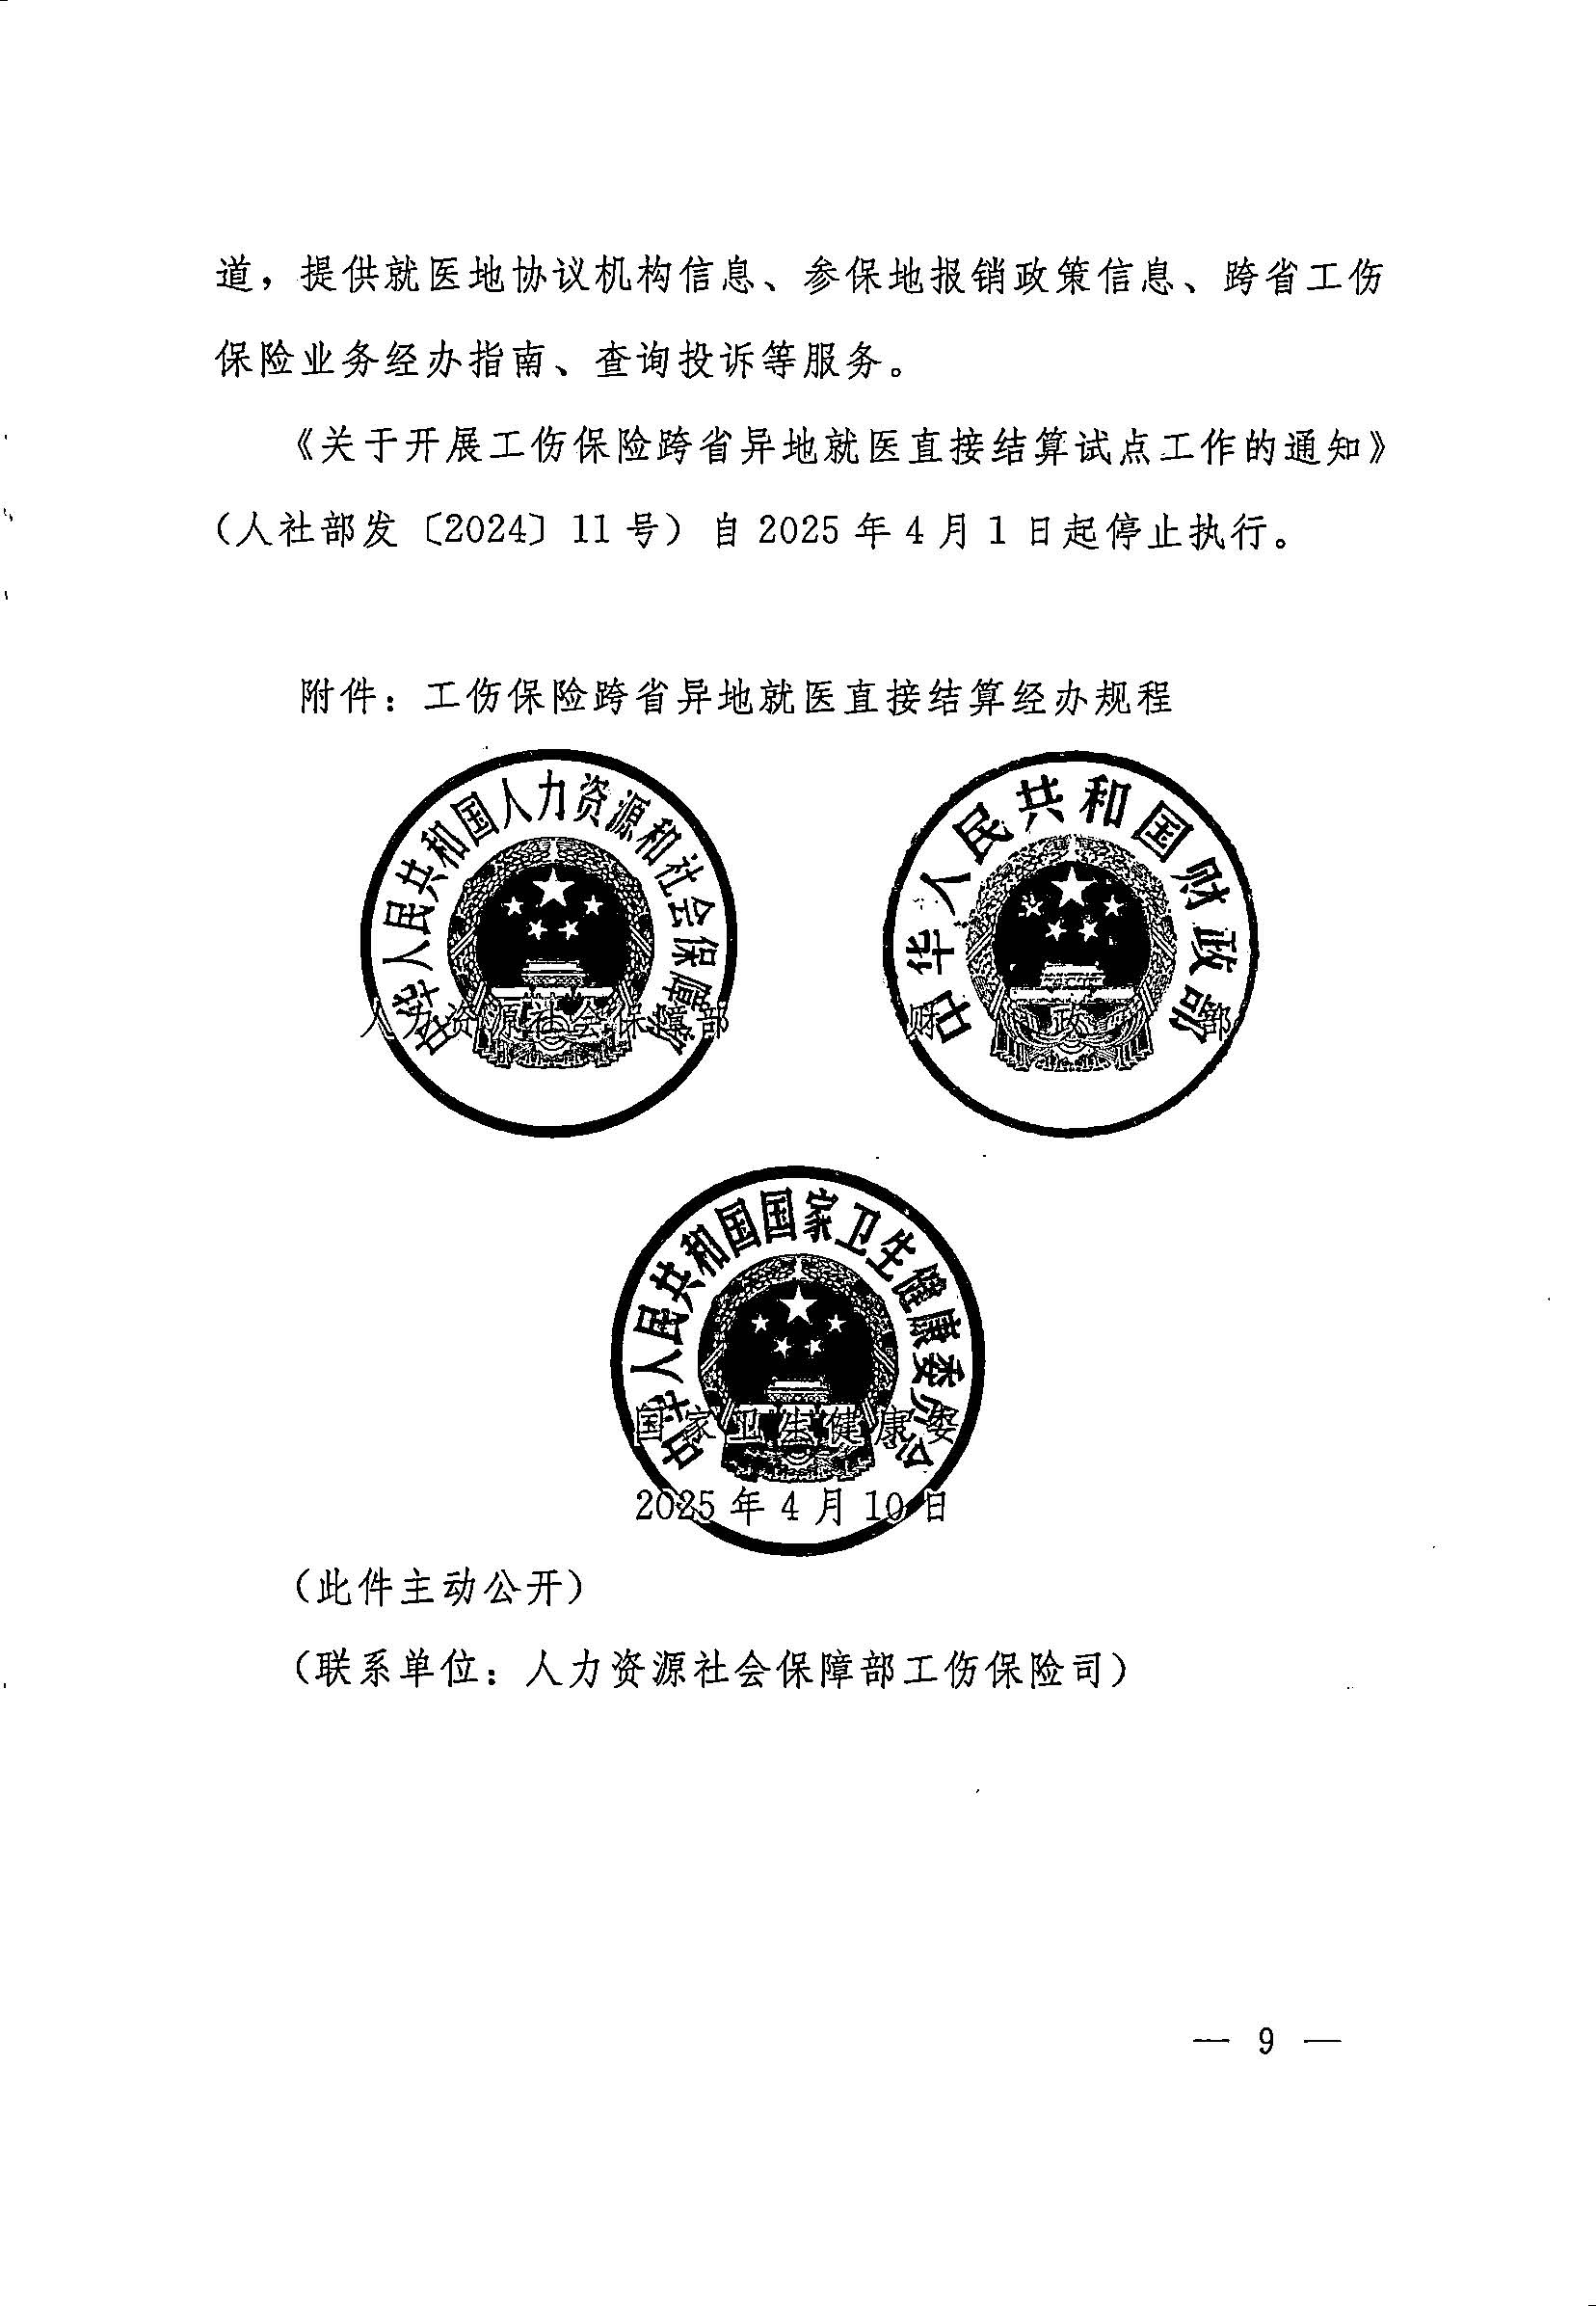 道，提供就医地协议机构信息、参保地报销政策信息、跨省工伤
保险业务经办指南、查询投诉等服务。
《关于开展工伤保险跨省异地就医直接结算试点工作的通知》
（人社部发〔2024〕11号）自2025年4月1日起停止执行。
附件：工伤保险跨省异地就医直接结算经办规程
中华人民共和国人力资源和社会保障部
人力资源社会保障部
中华人民共和国财政部
财政部
中华人民共和国国家卫生健康委员会
国家卫生健康委
2025年4月10日
（此件主动公开）
（联系单位：人力资源社会保障部工伤保险司）
— 9 —